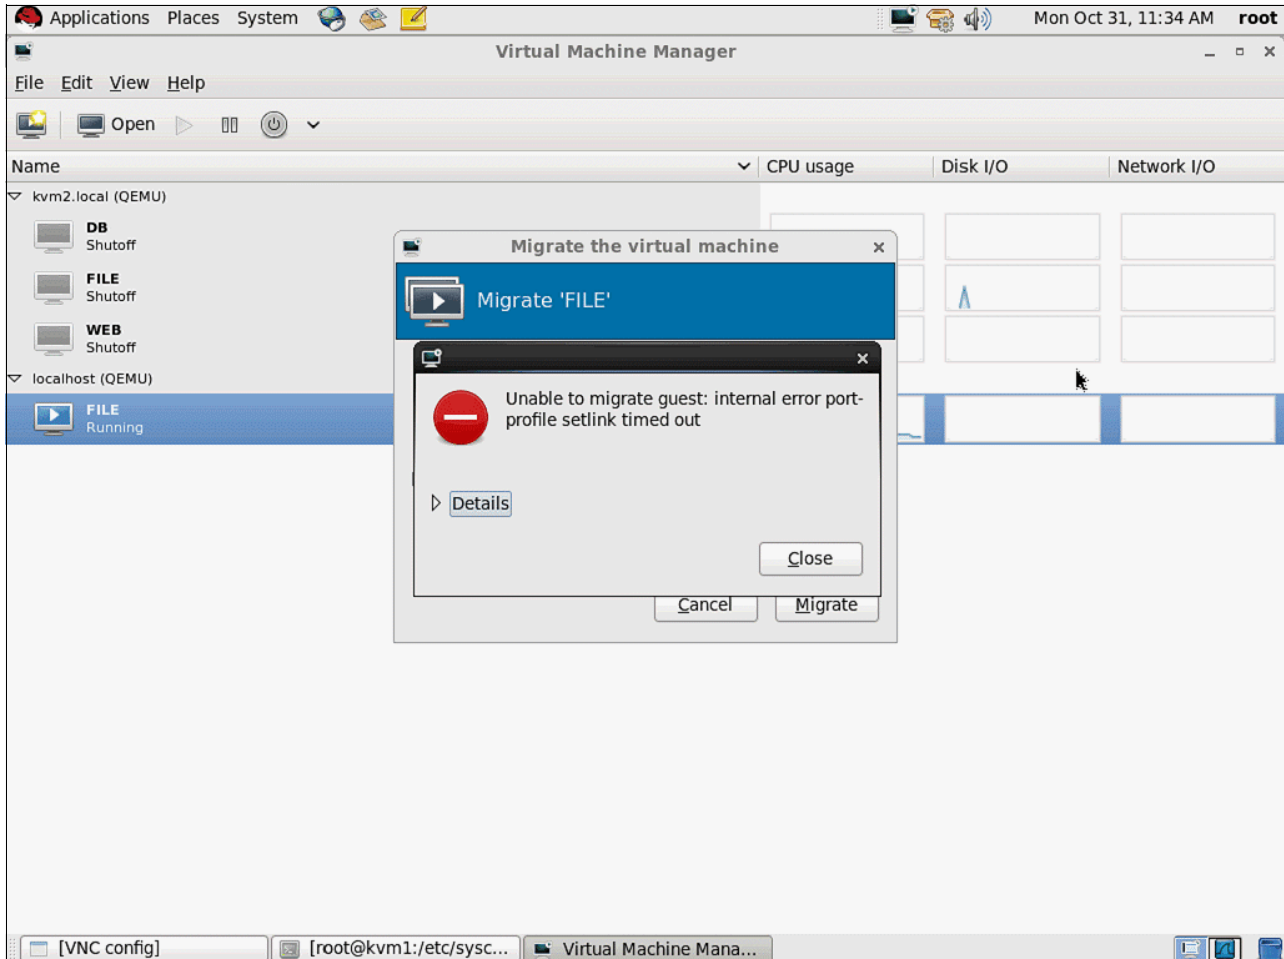 Applications Places System Mon Oct 31, 11:34 AM root
Virtual Machine Manager
File Edit View Help
Open
Name CPU usage Disk I/O Network I/O
kvm2.local (QEMU)
DB
Shutoff
FILE
Shutoff
WEB
Shutoff
localhost (QEMU)
FILE
Running
Migrate the virtual machine
Migrate 'FILE'
Unable to migrate guest: internal error port-
profile setlink timed out
Details
Close
Cancel Migrate
[VNC config] [root@kvm1:/etc/sysc... Virtual Machine Mana...